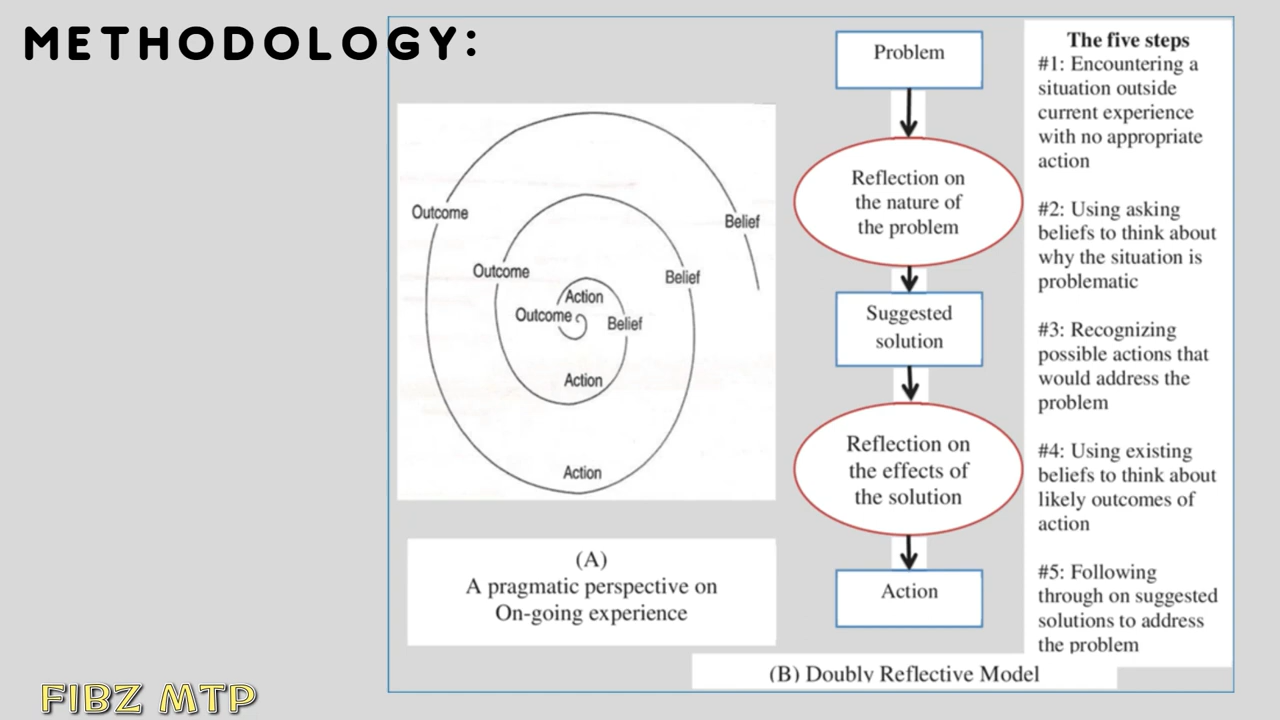 METHODOLOGY:
Outcome
Belief
Outcome
Belief
Action
Outcome
Belief
Action
Action
(A)
A pragmatic perspective on
On-going experience
Problem
Reflection on
the nature of
the problem
Suggested
solution
Reflection on
the effects of
the solution
Action
The five steps
#1: Encountering a
situation outside
current experience
with no appropriate
action
#2: Using asking
beliefs to think about
why the situation is
problematic
#3: Recognizing
possible actions that
would address the
problem
#4: Using existing
beliefs to think about
likely outcomes of
action
#5: Following
through on suggested
solutions to address
the problem
(B) Doubly Reflective Model
FIBZ MTP